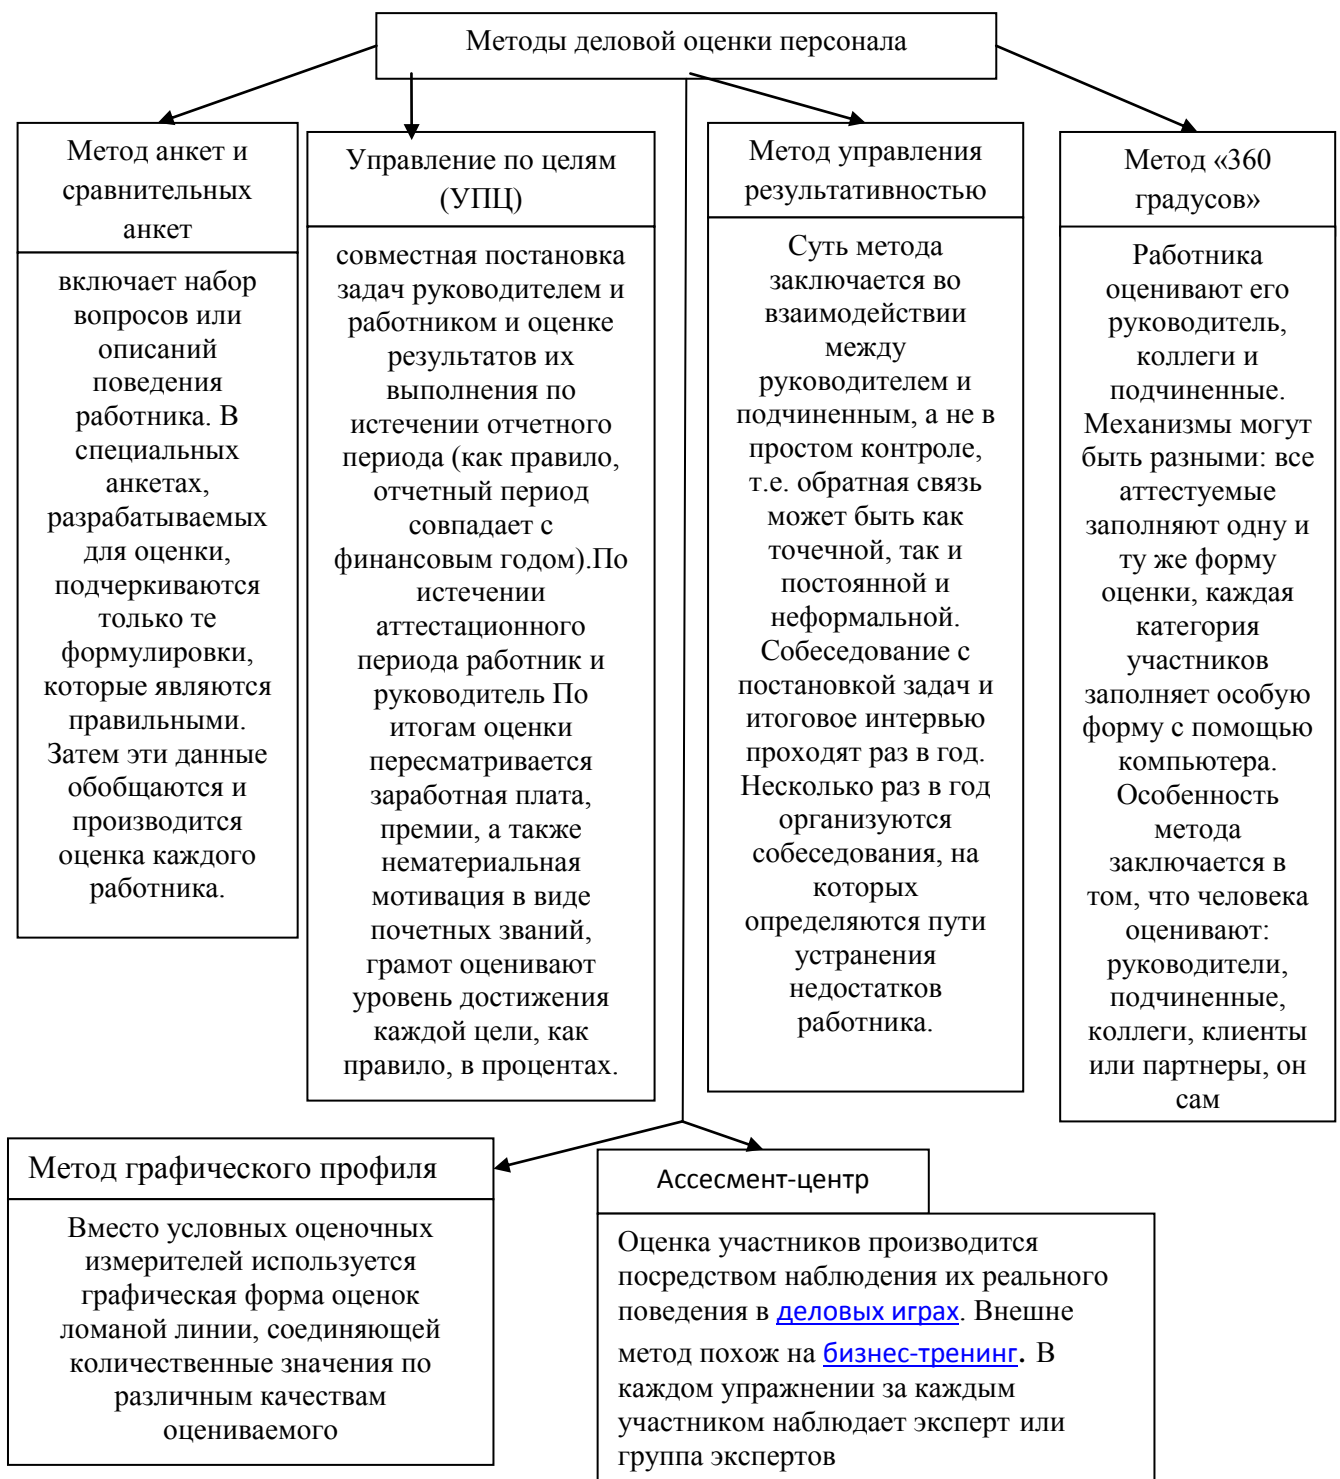 Методы деловой оценки персонала
Метод анкет и
сравнительных
анкет
включает набор
вопросов или
описаний
поведения
работника. В
специальных
анкетах,
разрабатываемых
для оценки,
подчеркиваются
только те
формулировки,
которые являются
правильными.
Затем эти данные
обобщаются и
производится
оценка каждого
работника.
Управление по целям
(УПЦ)
совместная постановка
задач руководителем и
работником и оценке
результатов их
выполнения по
истечении отчетного
периода (как правило,
отчетный период
совпадает с
финансовым годом).По
истечении
аттестационного
периода работник и
руководитель По
итогам оценки
пересматривается
заработная плата,
премии, а также
нематериальная
мотивация в виде
почетных званий,
грамот оценивают
уровень достижения
каждой цели, как
правило, в процентах.
Метод управления
результативностью
Суть метода
заключается во
взаимодействии
между
руководителем и
подчиненным, а не в
простом контроле,
т.е. обратная связь
может быть как
точечной, так и
постоянной и
неформальной.
Собеседование с
постановкой задач и
итоговое интервью
проходят раз в год.
Несколько раз в год
организуются
собеседования, на
которых
определяются пути
устранения
недостатков
работника.
Метод «360
градусов»
Работника
оценивают его
руководитель,
коллеги и
подчиненные.
Механизмы могут
быть разными: все
аттестуемые
заполняют одну и
ту же форму
оценки, каждая
категория
участников
заполняет особую
форму с помощью
компьютера.
Особенность
метода
заключается в
том, что человека
оценивают:
руководители,
подчиненные,
коллеги, клиенты
или партнеры, он
сам
Метод графического профиля
Вместо условных оценочных
измерителей используется
графическая форма оценок
ломаной линии, соединяющей
количественные значения по
различным качествам
оцениваемого
Ассесмент-центр
Оценка участников производится
посредством наблюдения их реального
поведения в деловых играх. Внешне
метод похож на бизнес-тренинг. В
каждом упражнении за каждым
участником наблюдает эксперт или
группа экспертов